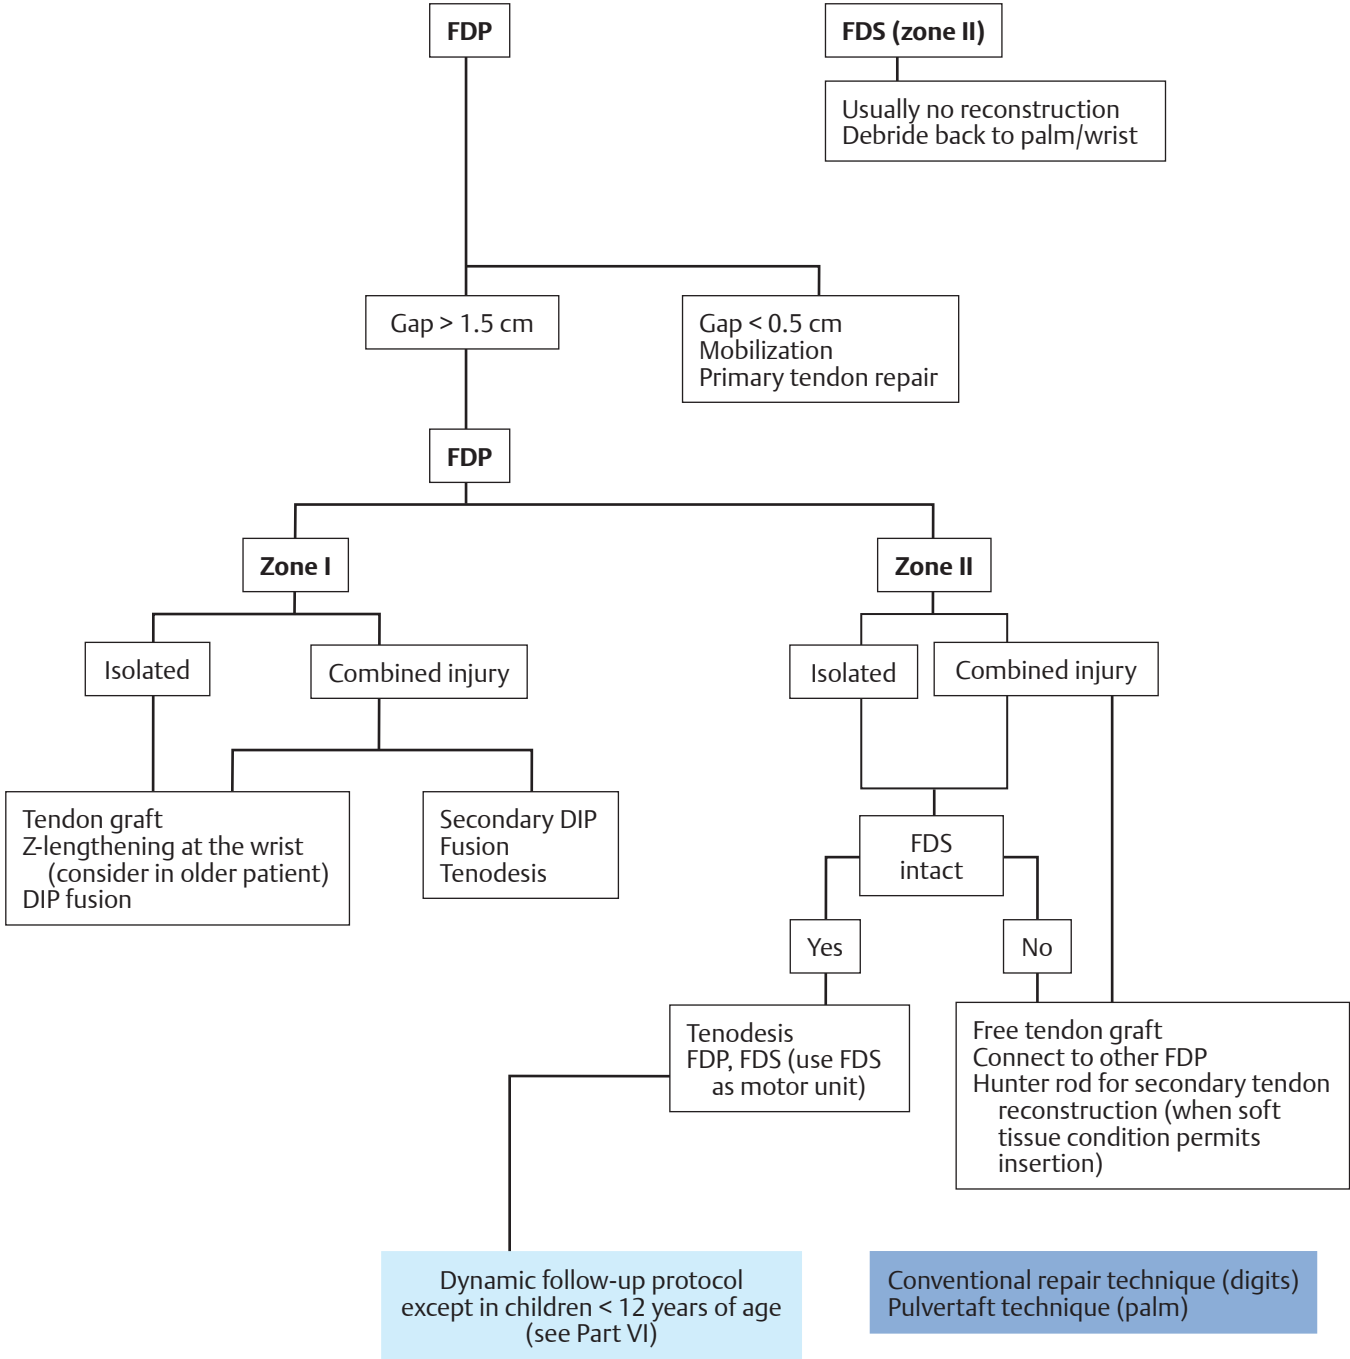 FDP
FDS (zone II)
Usually no reconstruction
Debride back to palm/wrist
Gap > 1.5 cm
Gap < 0.5 cm
Mobilization
Primary tendon repair
FDP
Zone I
Zone II
Isolated
Combined injury
Isolated
Combined injury
Tendon graft
Z-lengthening at the wrist
(consider in older patient)
DIP fusion
Secondary DIP
Fusion
Tenodesis
FDS
intact
Yes
No
Tenodesis
FDP, FDS (use FDS
as motor unit)
Free tendon graft
Connect to other FDP
Hunter rod for secondary tendon
reconstruction (when soft
tissue condition permits
insertion)
Dynamic follow-up protocol
except in children < 12 years of age
(see Part VI)
Conventional repair technique (digits)
Pulvertaft technique (palm)